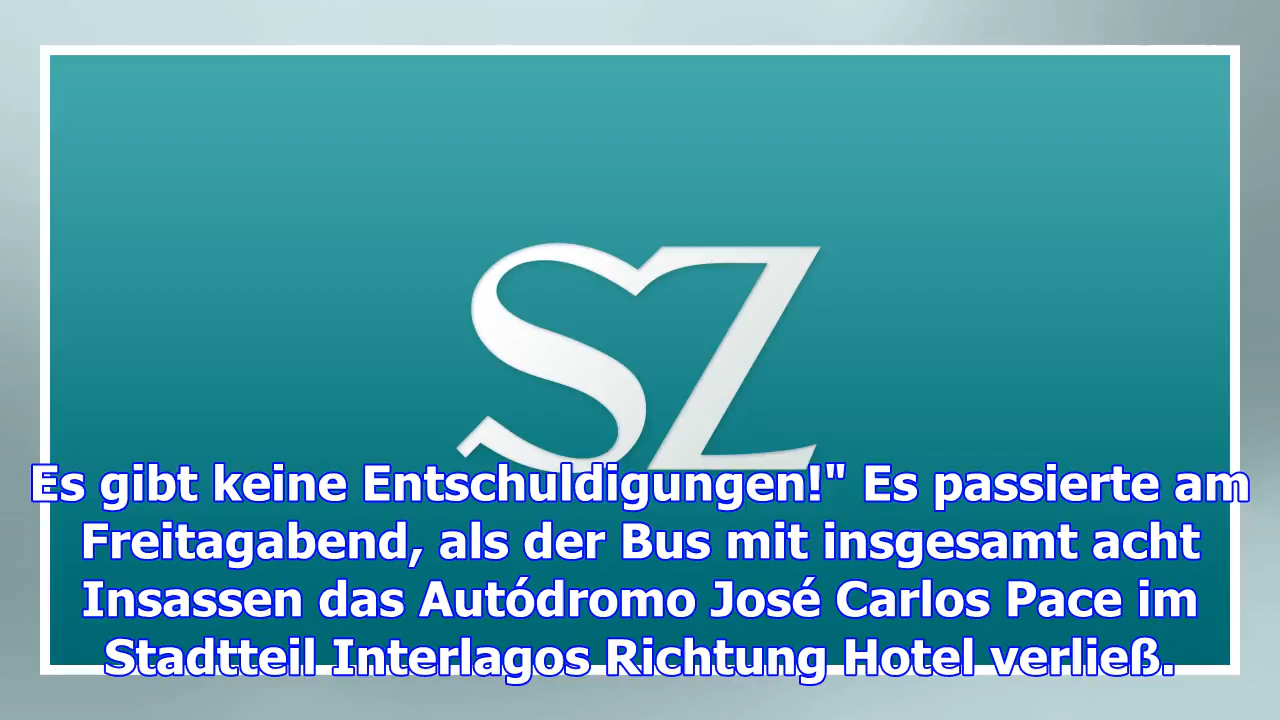 SZ
Es gibt keine Entschuldigungen!" Es passierte am
Freitagabend, als der Bus mit insgesamt acht
Insassen das Autódromo José Carlos Pace im
Stadtteil Interlagos Richtung Hotel verließ.